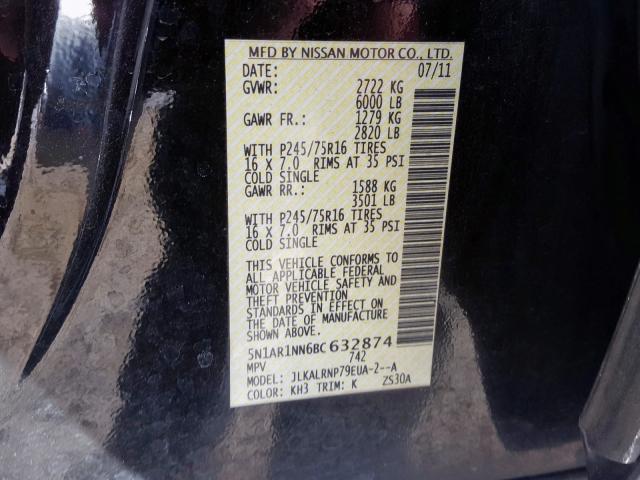 MFD BY NISSAN MOTOR CO., LTD.
DATE: 07/11
GVWR: 2722 KG
6000 LB
GAWR FR.: 1279 KG
2820 LB
WITH P245/75R16 TIRES
16 X 7.0 RIMS AT 35 PSI
COLD SINGLE
GAWR RR.: 1588 KG
3501 LB
WITH P245/75R16 TIRES
16 X 7.0 RIMS AT 35 PSI
COLD SINGLE
THIS VEHICLE CONFORMS TO
ALL APPLICABLE FEDERAL
MOTOR VEHICLE SAFETY AND
THEFT PREVENTION
STANDARDS IN EFFECT ON
THE DATE OF MANUFACTURE
SHOWN ABOVE.
5N1AR1NN6BC632874
MPV 742
MODEL: JLKALRNP79EUA-2--A
COLOR: KH3 TRIM: K ZS30A